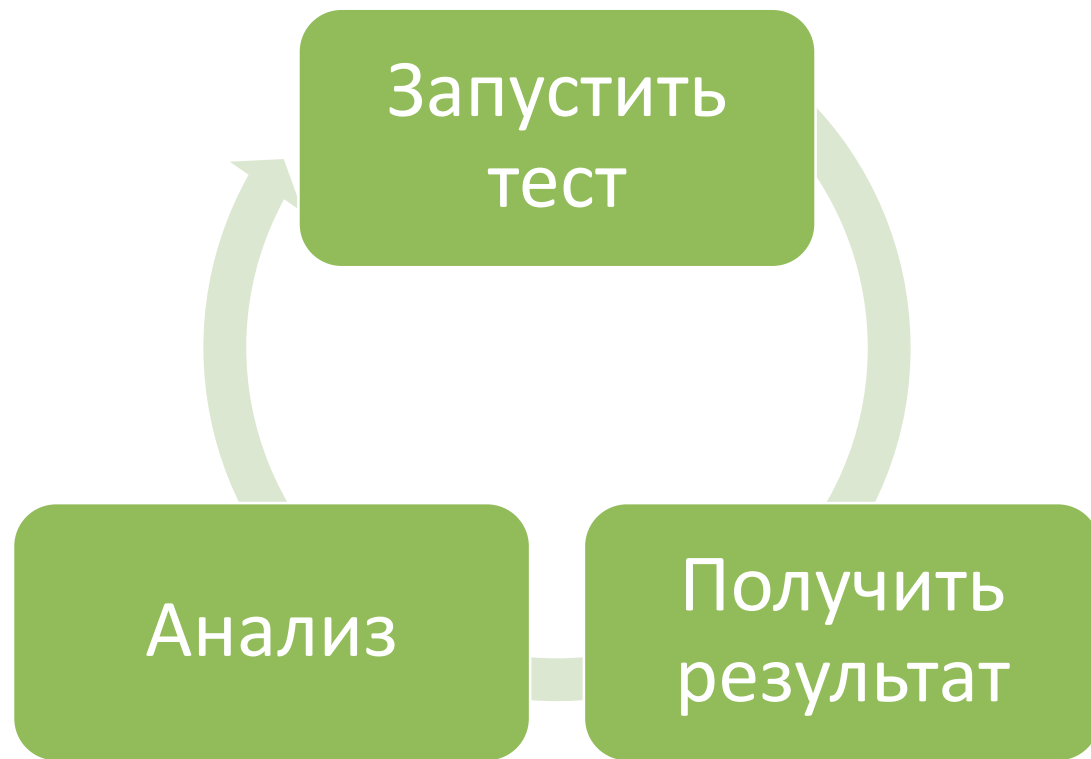 Запустить
тест
Анализ
Получить
результат